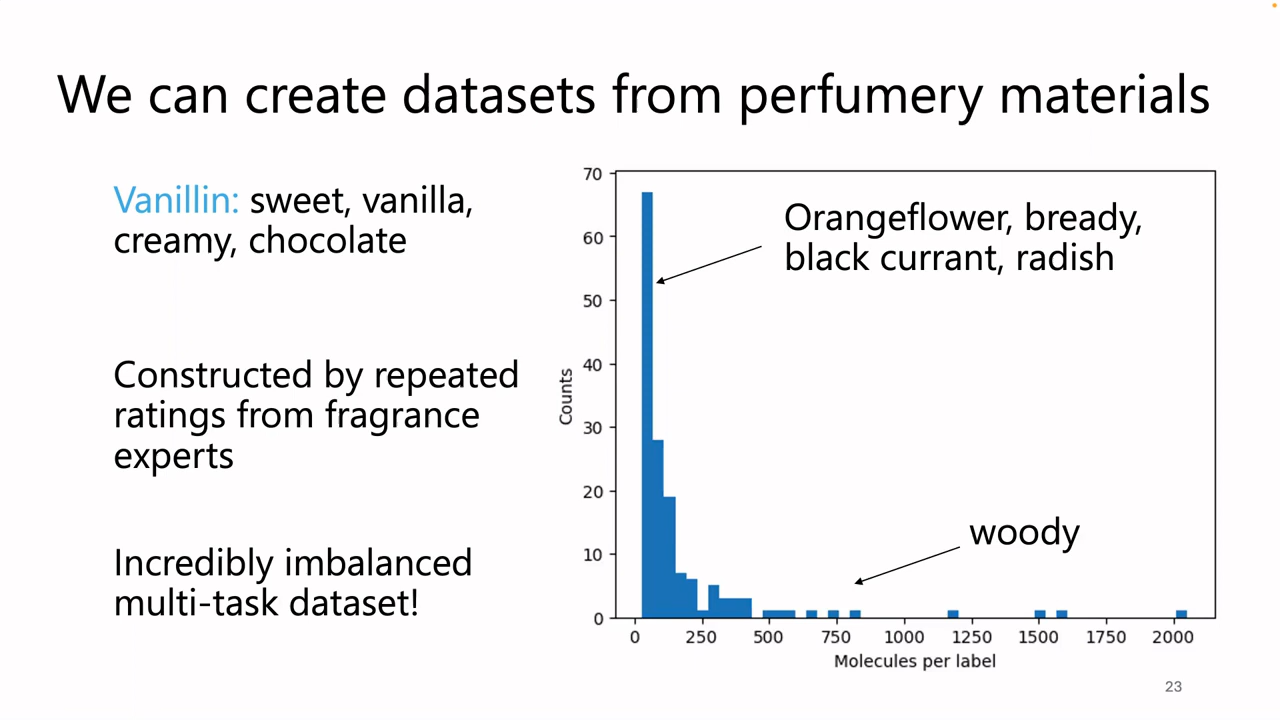 We can create datasets from perfumery materials
Vanillin: sweet, vanilla,
creamy, chocolate
Constructed by repeated
ratings from fragrance
experts
Incredibly imbalanced
multi-task dataset!
70
60
50
40
30
20
10
0
Counts
Orangeflower, bready,
black currant, radish
woody
0 250 500 750 1000 1250 1500 1750 2000
Molecules per label
23